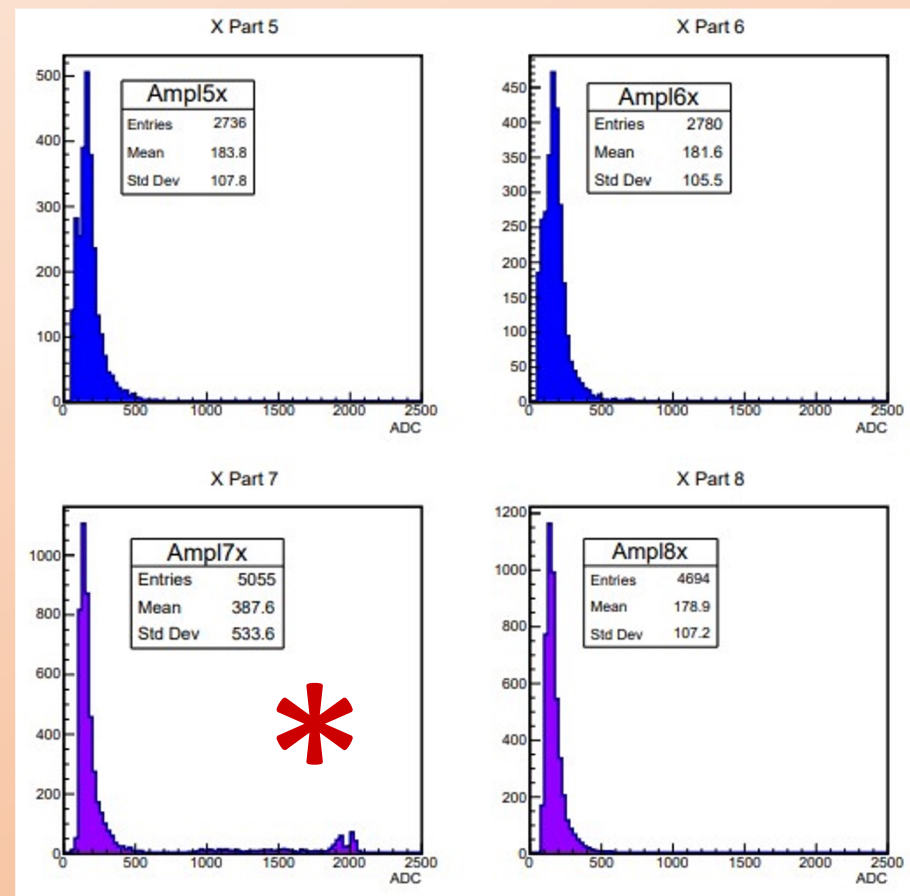 X Part 5
500
400
300
200
100
0
Ampl5x
Entries 2736
Mean 183.8
Std Dev 107.8
0 500 1000 1500 2000 2500
ADC
X Part 6
450
400
350
300
250
200
150
100
50
0
Ampl6x
Entries 2780
Mean 181.6
Std Dev 105.5
0 500 1000 1500 2000 2500
ADC
X Part 7
1000
800
600
400
200
0
Ampl7x
Entries 5055
Mean 387.6
Std Dev 533.6
*
0 500 1000 1500 2000 2500
ADC
X Part 8
1200
1000
800
600
400
200
0
Ampl8x
Entries 4694
Mean 178.9
Std Dev 107.2
0 500 1000 1500 2000 2500
ADC